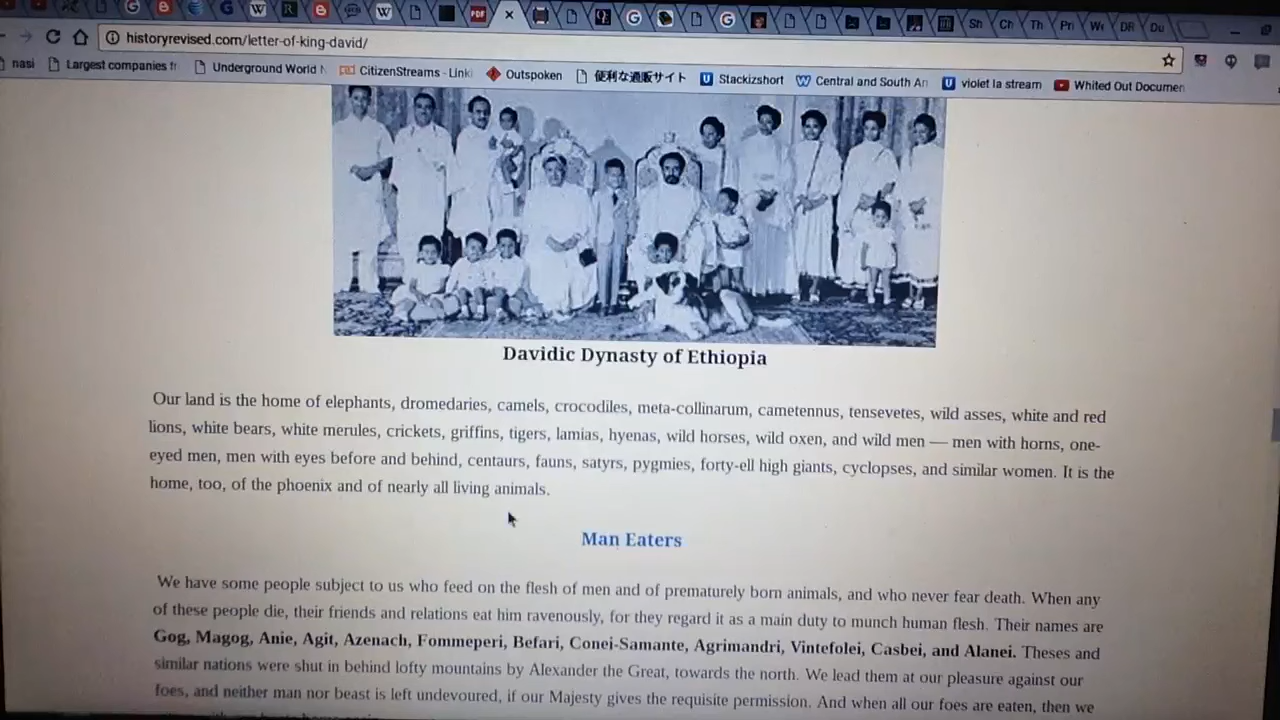 Sh Ch Th Pri We DR Du
historyrevised.com/letter-of-king-david/
nasi Largest companies fr Underground World N CitizenStreams - Linki Outspoken 便利な通販サイト Stackizshort Central and South An violet la stream Whited Out Documen
Davidic Dynasty of Ethiopia
Our land is the home of elephants, dromedaries, camels, crocodiles, meta-collinarum, cametennus, tensevetes, wild asses, white and red
lions, white bears, white merules, crickets, griffins, tigers, lamias, hyenas, wild horses, wild oxen, and wild men — men with horns, one-
eyed men, men with eyes before and behind, centaurs, fauns, satyrs, pygmies, forty-ell high giants, cyclopses, and similar women. It is the
home, too, of the phoenix and of nearly all living animals.
Man Eaters
We have some people subject to us who feed on the flesh of men and of prematurely born animals, and who never fear death. When any
of these people die, their friends and relations eat him ravenously, for they regard it as a main duty to munch human flesh. Their names are
Gog, Magog, Anie, Agit, Azenach, Fommeperi, Befari, Conei-Samante, Agrimandri, Vintefolei, Casbei, and Alanei. Theses and
similar nations were shut in behind lofty mountains by Alexander the Great, towards the north. We lead them at our pleasure against our
foes, and neither man nor beast is left undevoured, if our Majesty gives the requisite permission. And when all our foes are eaten, then we